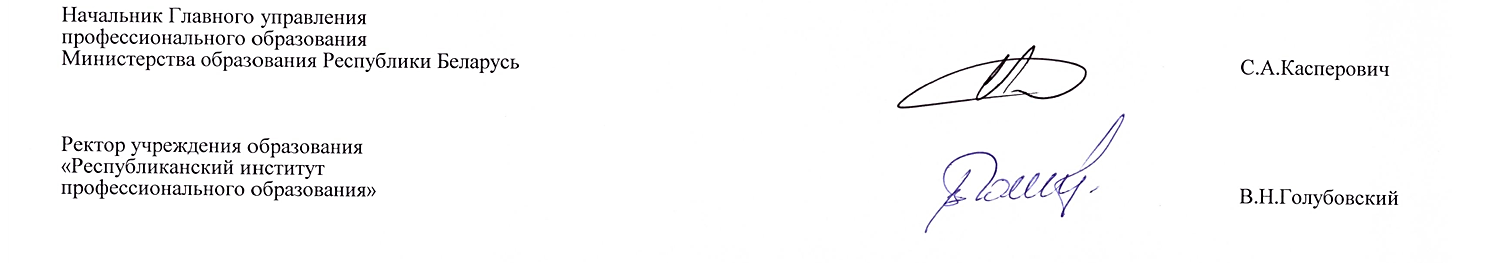 Начальник Главного управления
профессионального образования
Министерства образования Республики Беларусь
С.А.Касперович
Ректор учреждения образования
«Республиканский институт
профессионального образования»
В.Н.Голубовский